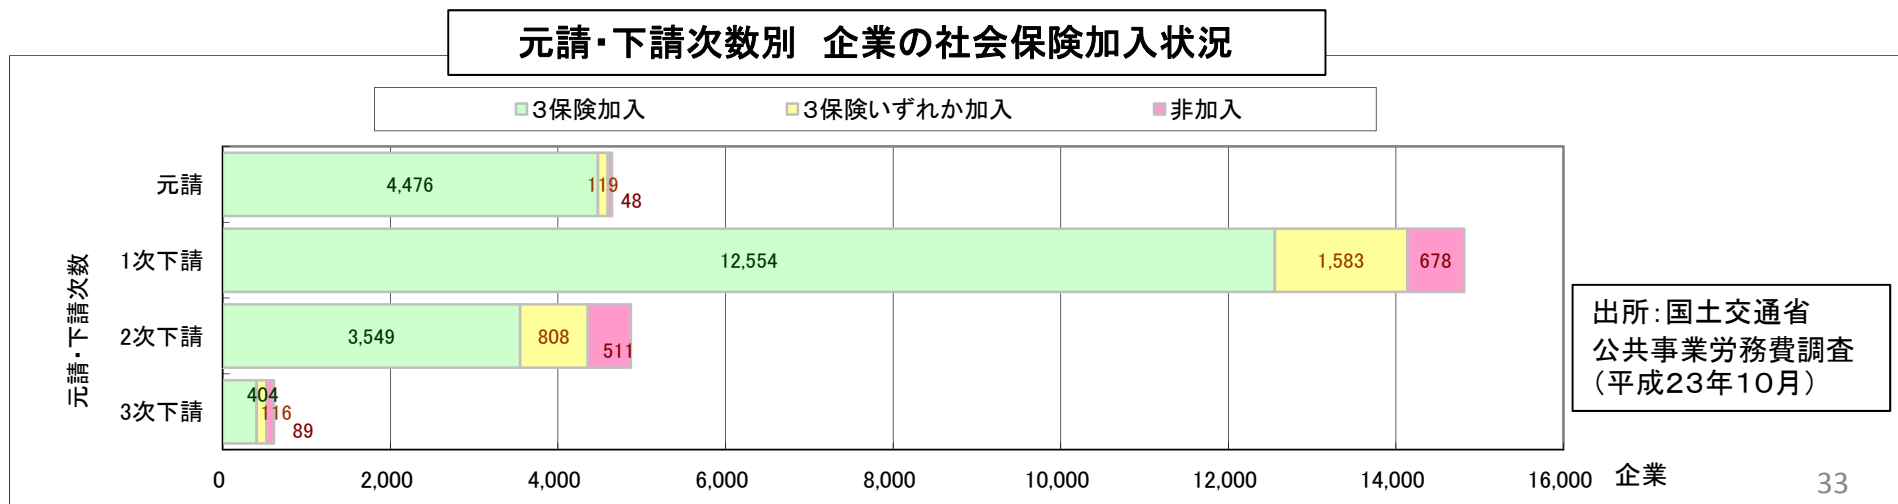 元請・下請次数別　企業の社会保険加入状況
３保険加入　３保険いずれか加入　非加入
元請・下請次数
元請 4,476 119 48
1次下請 12,554 1,583 678
2次下請 3,549 808 511
3次下請 404 116 89
0 2,000 4,000 6,000 8,000 10,000 12,000 14,000 16,000 企業
出所：国土交通省
公共事業労務費調査
（平成２３年１０月）
33